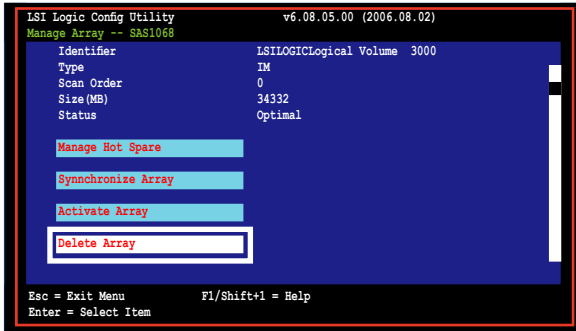 LSI Logic Config Utility v6.08.05.00 (2006.08.02)
Manage Array -- SAS1068
Identifier LSILOGICLogical Volume 3000
Type IM
Scan Order 0
Size(MB) 34332
Status Optimal
Manage Hot Spare
Synnchronize Array
Activate Array
Delete Array
Esc = Exit Menu F1/Shift+1 = Help
Enter = Select Item